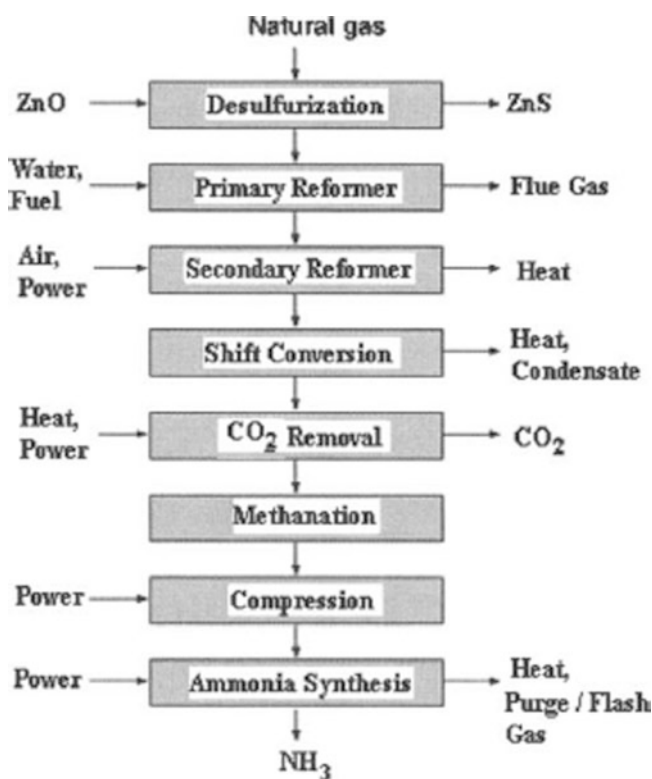 Natural gas
ZnO
Desulfurization
ZnS
Water,
Fuel
Primary Reformer
Flue Gas
Air,
Power
Secondary Reformer
Heat
Shift Conversion
Heat,
Condensate
Heat,
Power
CO2 Removal
CO2
Methanation
Power
Compression
Power
Ammonia Synthesis
Heat,
Purge / Flash
Gas
NH3